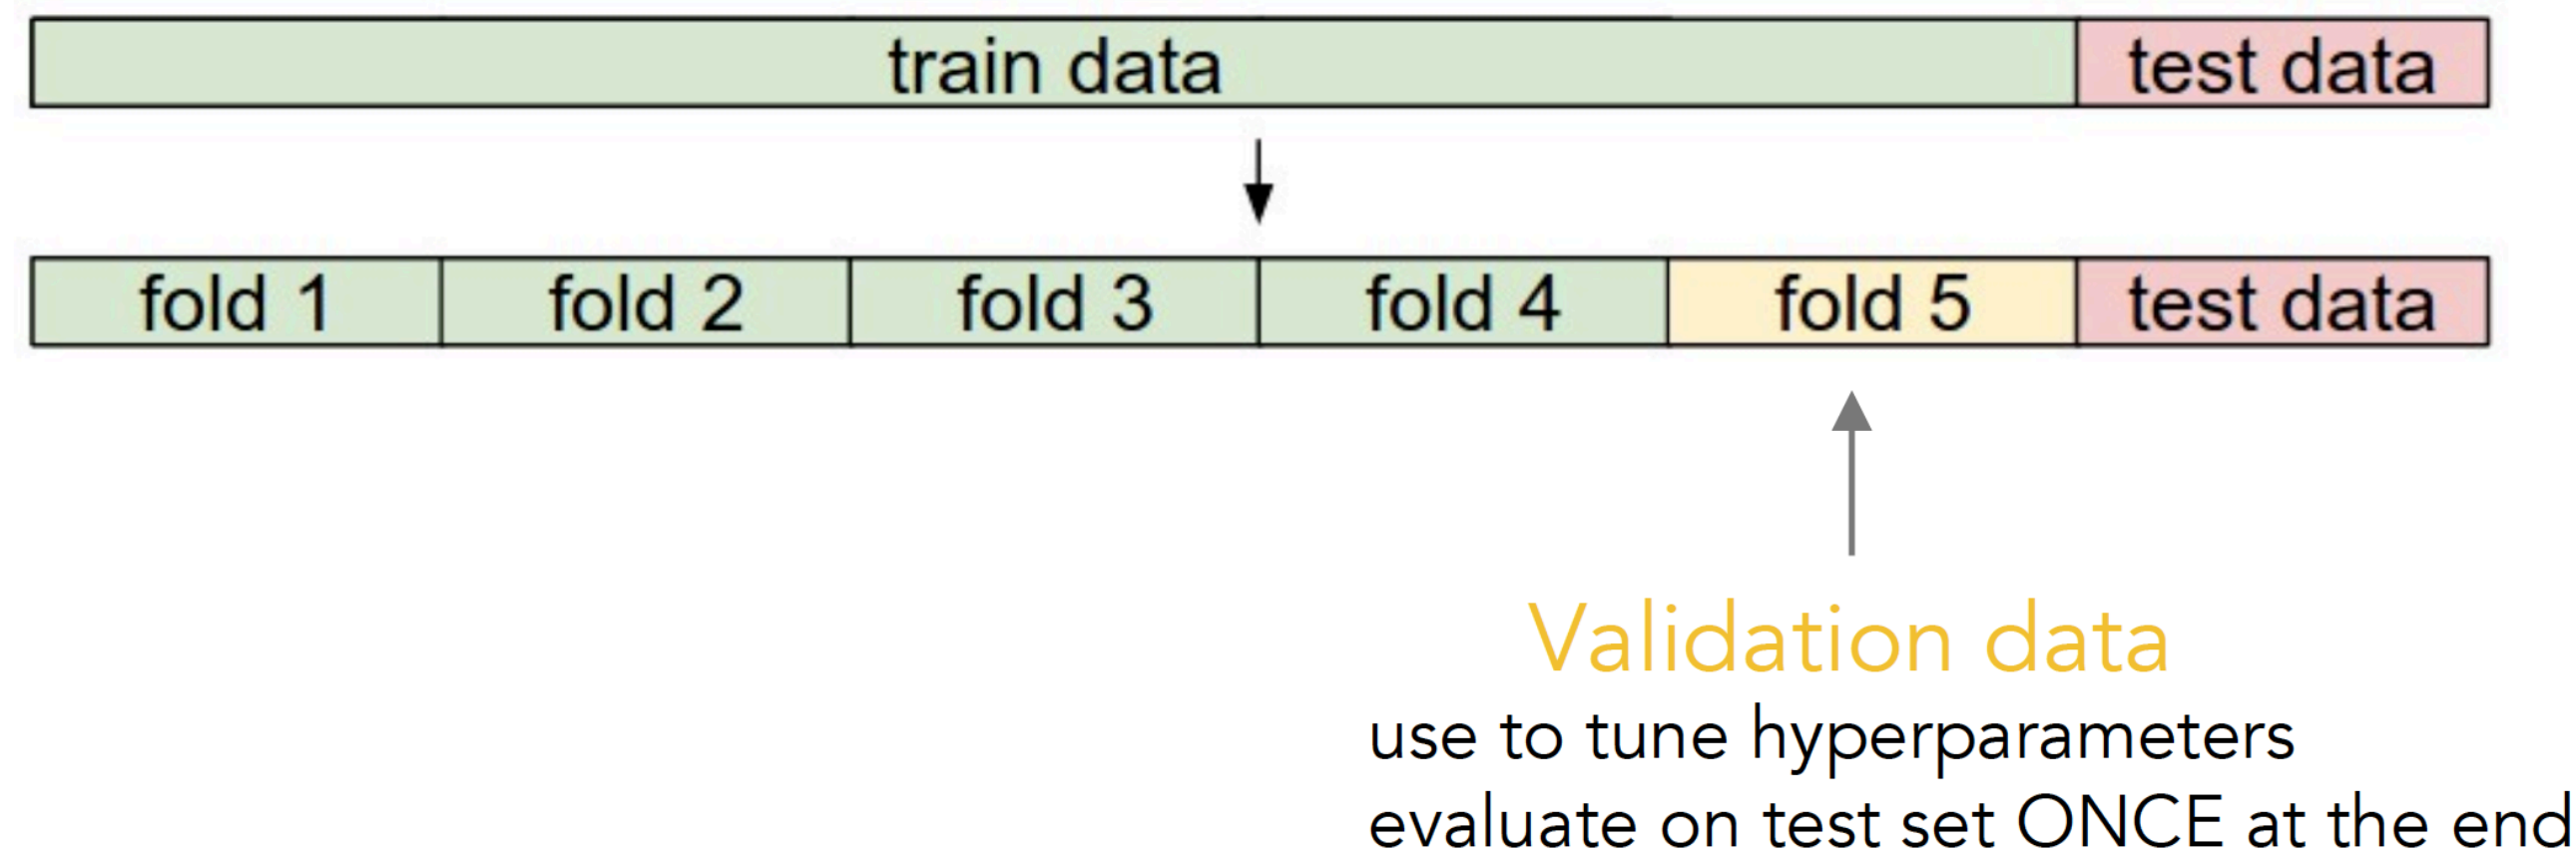 train data
test data
fold 1
fold 2
fold 3
fold 4
fold 5
test data
Validation data
use to tune hyperparameters
evaluate on test set ONCE at the end